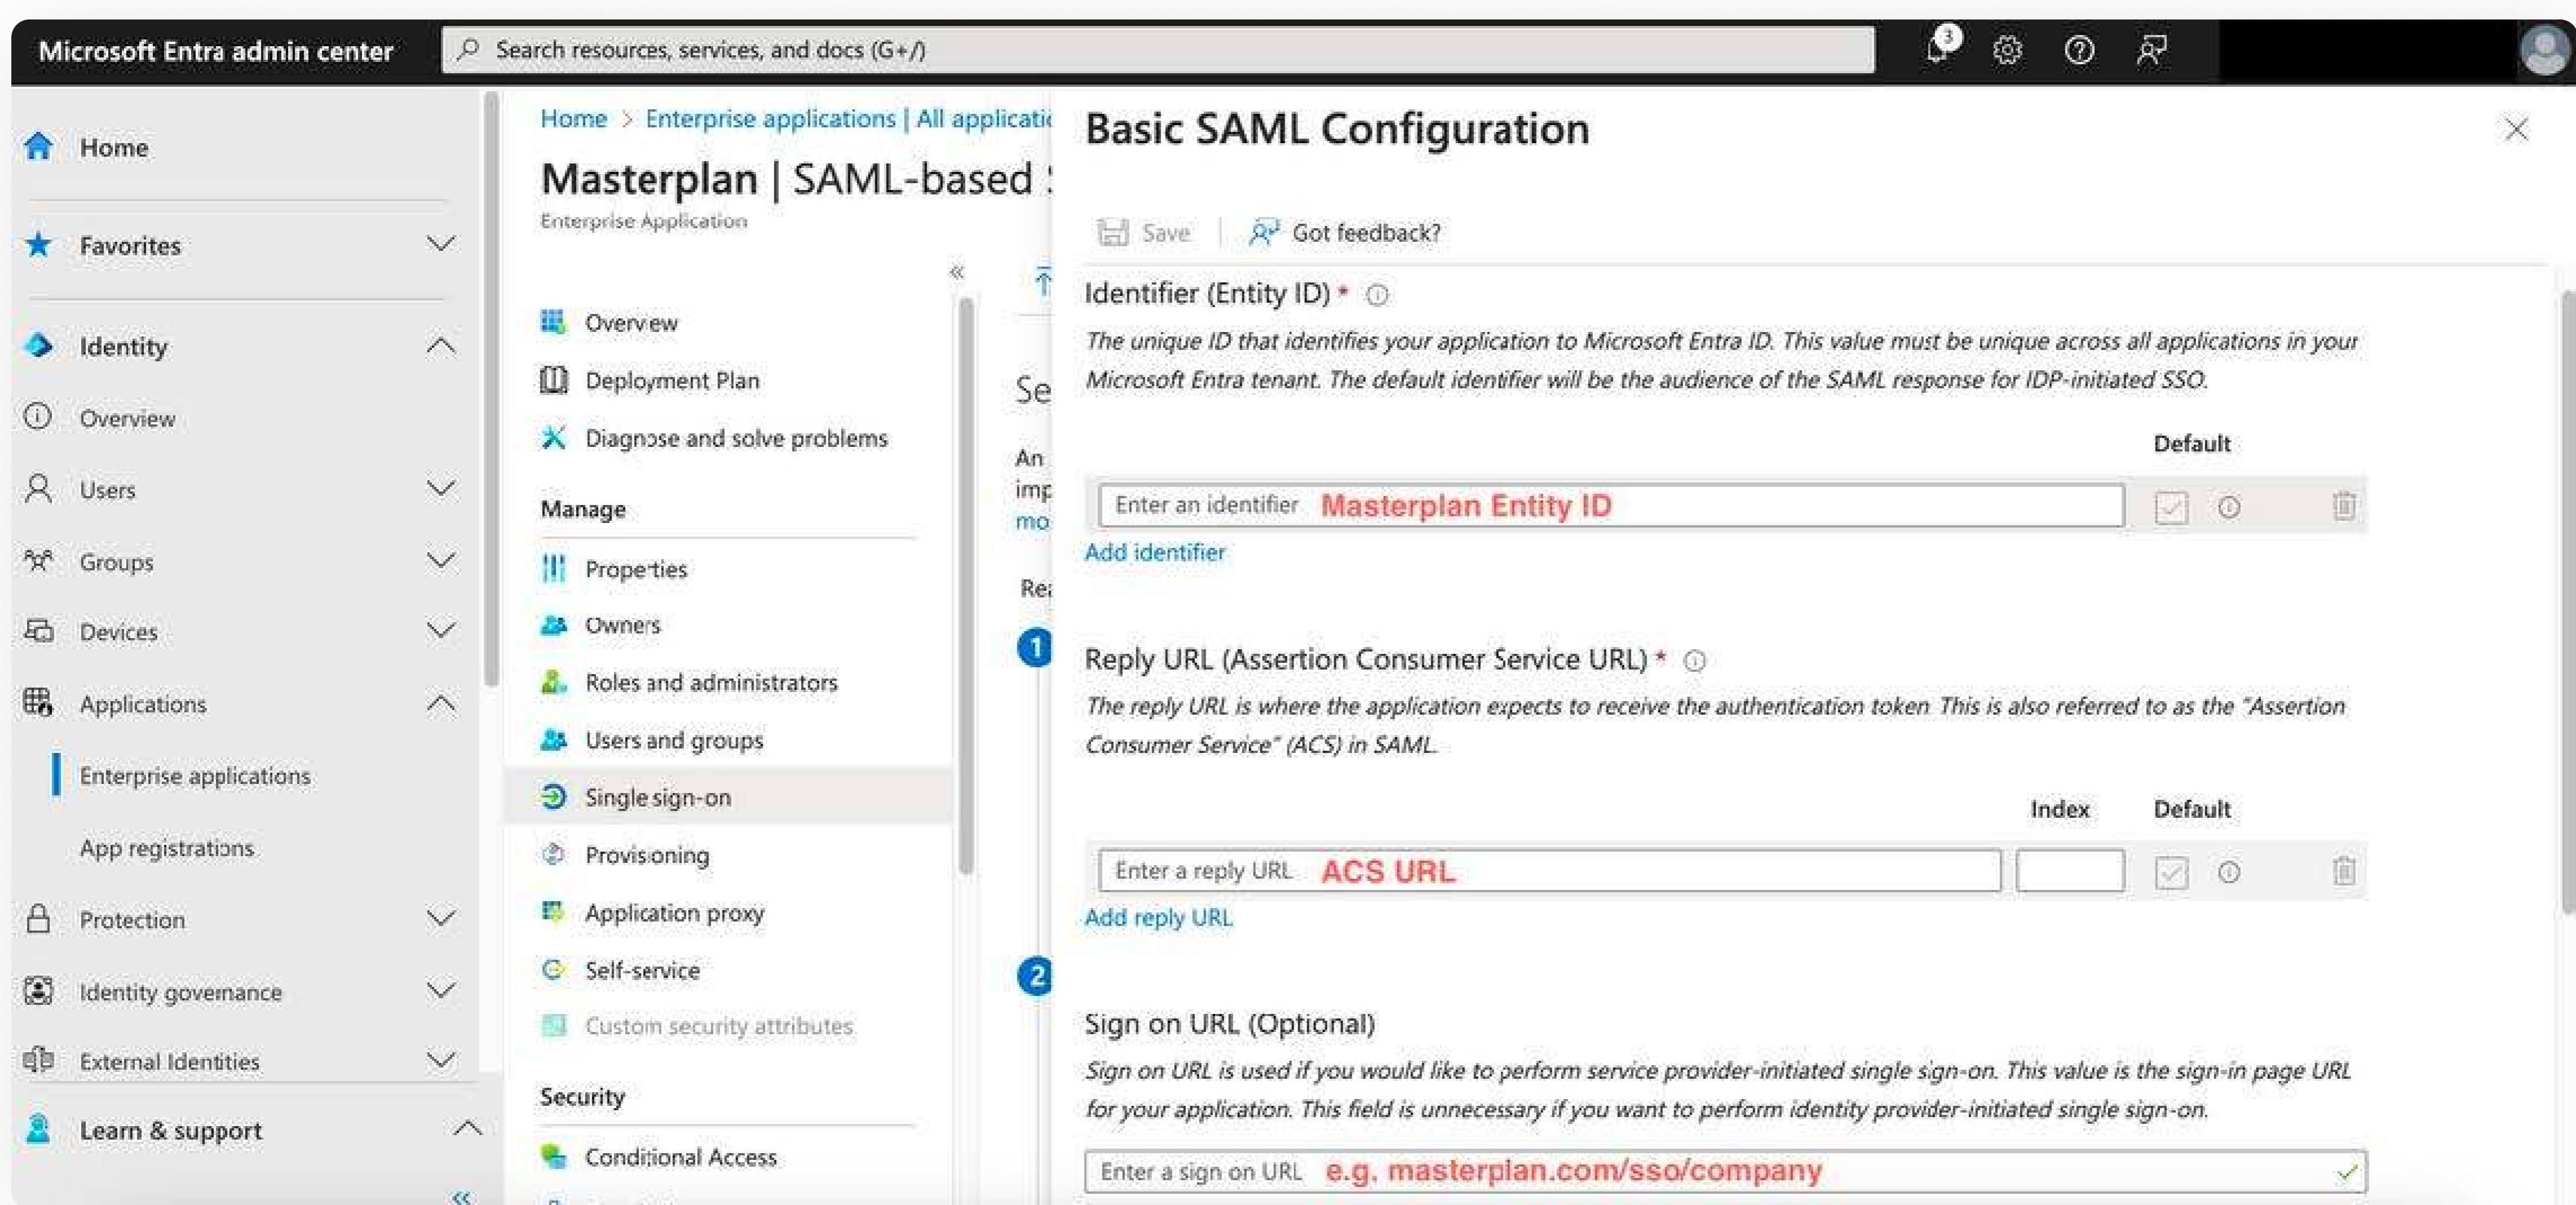 Microsoft Entra admin center
Search resources, services, and docs (G+/)
3
Home
Favorites
Identity
Overview
Users
Groups
Devices
Applications
Enterprise applications
App registrations
Protection
Identity governance
External Identities
Learn & support
Home > Enterprise applications | All applicatio
Masterplan | SAML-based S
Enterprise Application
Overview
Deployment Plan
Diagnose and solve problems
Manage
Properties
Owners
Roles and administrators
Users and groups
Single sign-on
Provisioning
Application proxy
Self-service
Custom security attributes
Security
Conditional Access
Se
An
imp
mo
Rea
1
2
Basic SAML Configuration
Save
Got feedback?
Identifier (Entity ID) *
The unique ID that identifies your application to Microsoft Entra ID. This value must be unique across all applications in your
Microsoft Entra tenant. The default identifier will be the audience of the SAML response for IDP-initiated SSO.
Default
Enter an identifier Masterplan Entity ID
Add identifier
Reply URL (Assertion Consumer Service URL) *
The reply URL is where the application expects to receive the authentication token. This is also referred to as the "Assertion
Consumer Service" (ACS) in SAML.
Index Default
Enter a reply URL ACS URL
Add reply URL
Sign on URL (Optional)
Sign on URL is used if you would like to perform service provider-initiated single sign-on. This value is the sign-in page URL
for your application. This field is unnecessary if you want to perform identity provider-initiated single sign-on.
Enter a sign on URL e.g. masterplan.com/sso/company